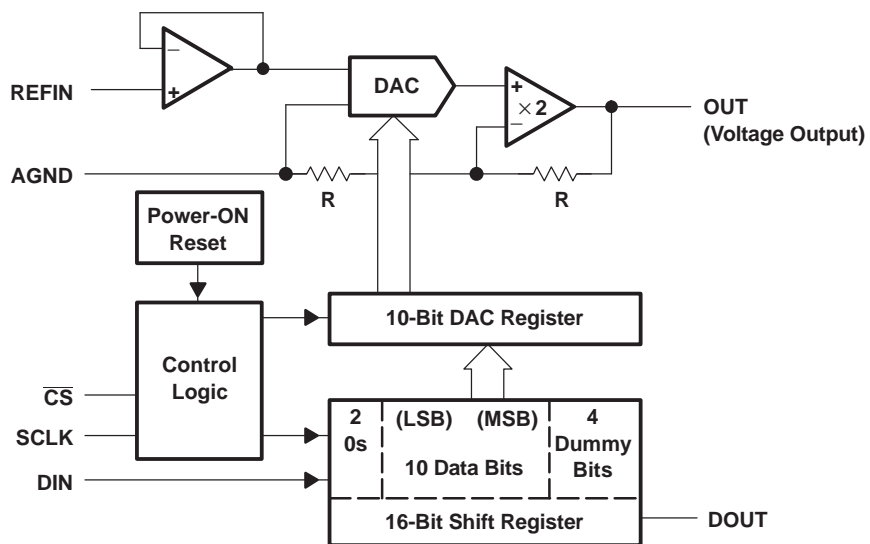 −
+
REFIN
DAC
+
× 2
−
OUT
(Voltage Output)
AGND
R
R
Power-ON
Reset
10-Bit DAC Register
Control
Logic
CS
SCLK
DIN
2
0s
(LSB) (MSB)
10 Data Bits
4
Dummy
Bits
16-Bit Shift Register
DOUT